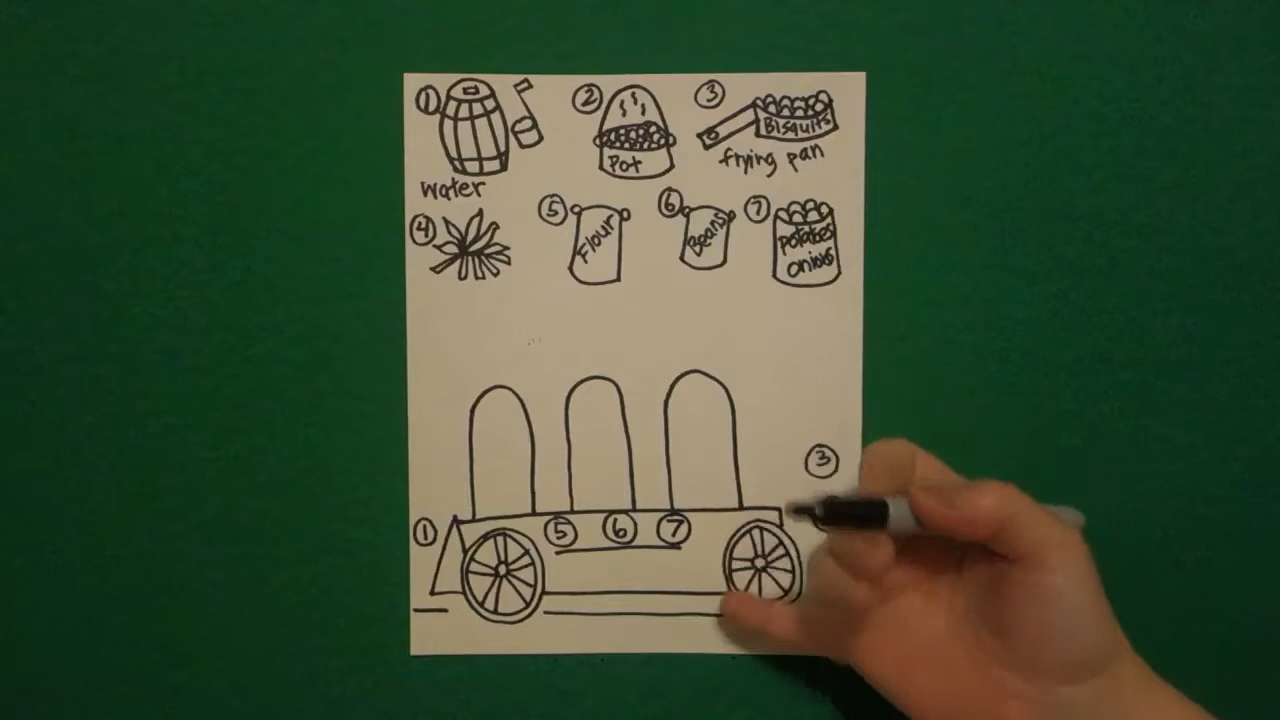 1 2 3
Pot Bisquits
water frying pan
4 5 6 7
Flour Beans potatoes
onions
3
1 5 6 7